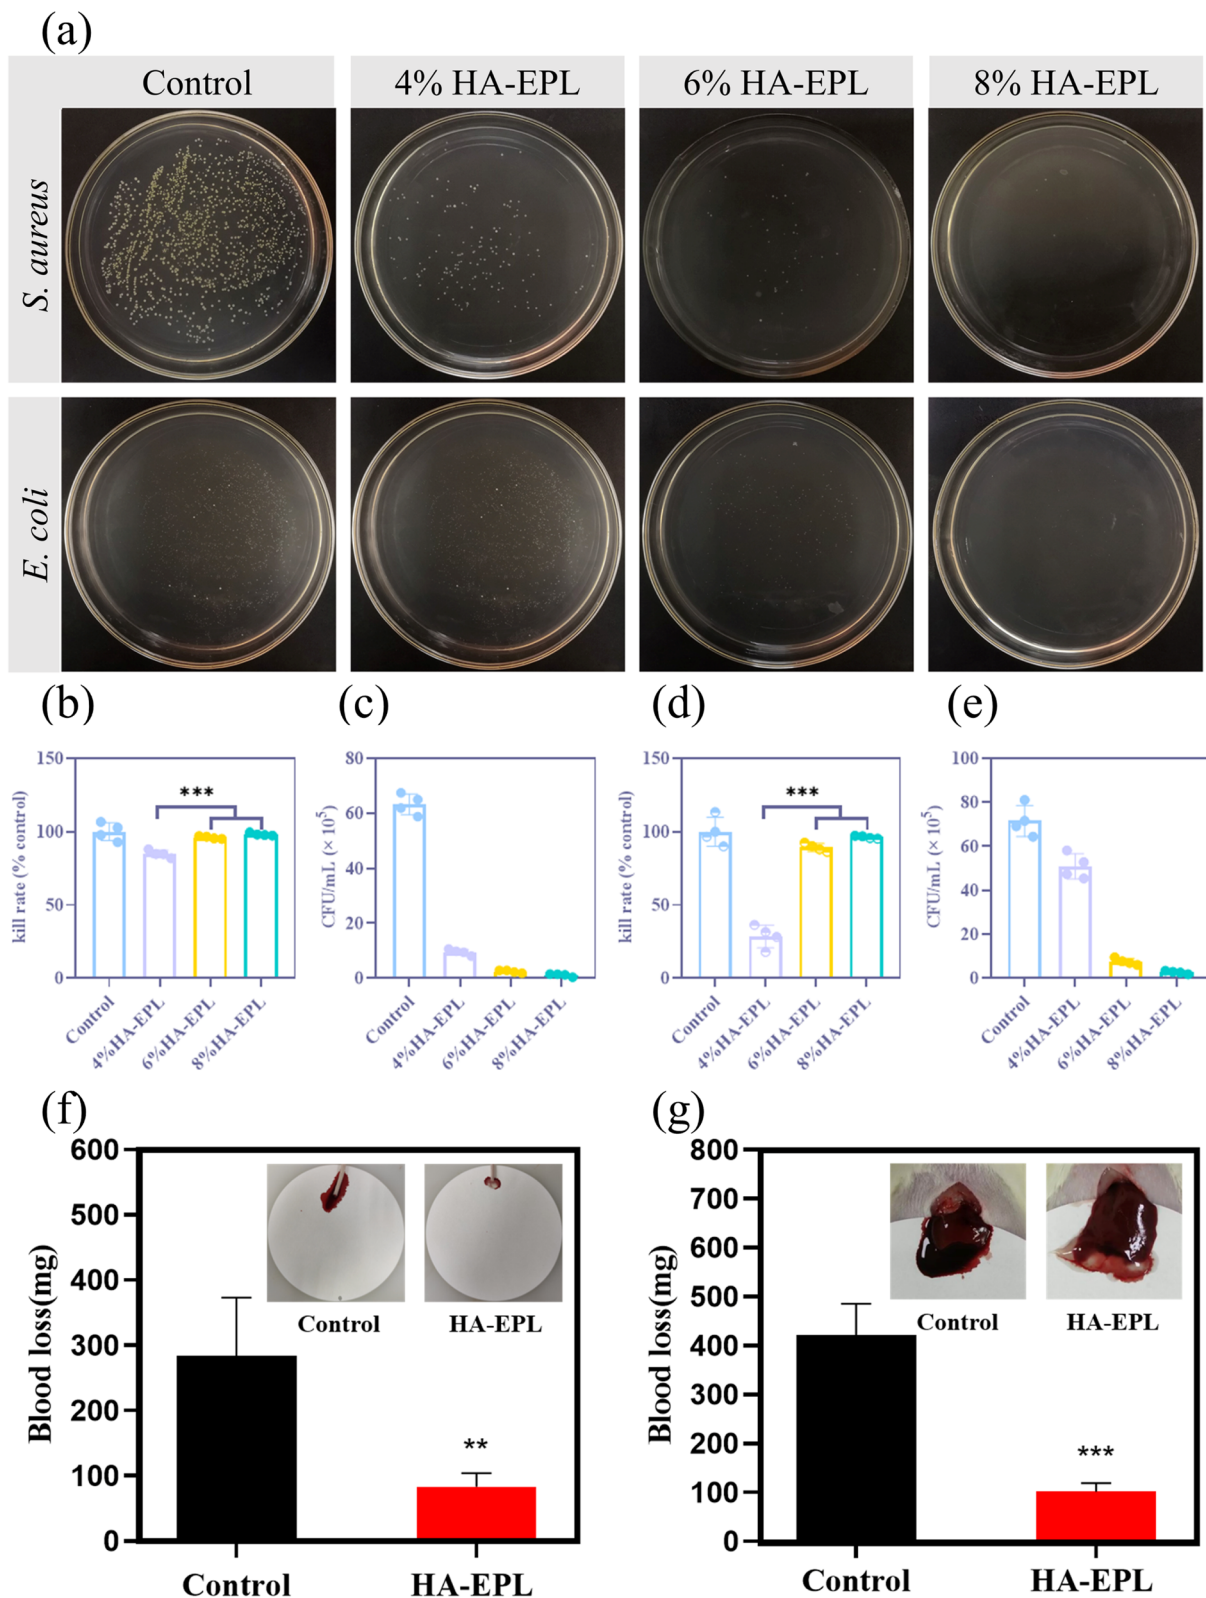 (a)
Control
4% HA-EPL
6% HA-EPL
8% HA-EPL
S. aureus
E. coli
(b)
(c)
(d)
(e)
150
100
50
0
kill rate (% control)
***
Control
4%HA-EPL
6%HA-EPL
8%HA-EPL
80
60
40
20
0
CFU/mL (× 10⁵)
Control
4%HA-EPL
6%HA-EPL
8%HA-EPL
150
100
50
0
kill rate (% control)
***
Control
4%HA-EPL
6%HA-EPL
8%HA-EPL
100
80
60
40
20
0
CFU/mL (× 10⁵)
Control
4%HA-EPL
6%HA-EPL
8%HA-EPL
(f)
600
500
400
300
200
100
0
Blood loss(mg)
Control
HA-EPL
**
Control
HA-EPL
(g)
800
700
600
500
400
300
200
100
0
Blood loss(mg)
Control
HA-EPL
***
Control
HA-EPL